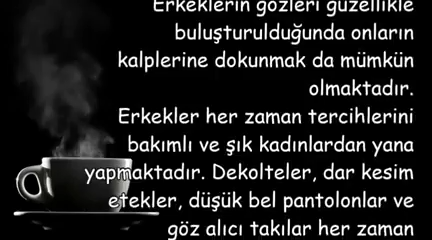 Erkeklerin gözleri güzellikle
buluşturulduğunda onların
kalplerine dokunmak da mümkün
olmaktadır.
Erkekler her zaman tercihlerini
bakımlı ve şık kadınlardan yana
yapmaktadır. Dekolteler, dar kesim
etekler, düşük bel pantolonlar ve
göz alıcı takılar her zaman